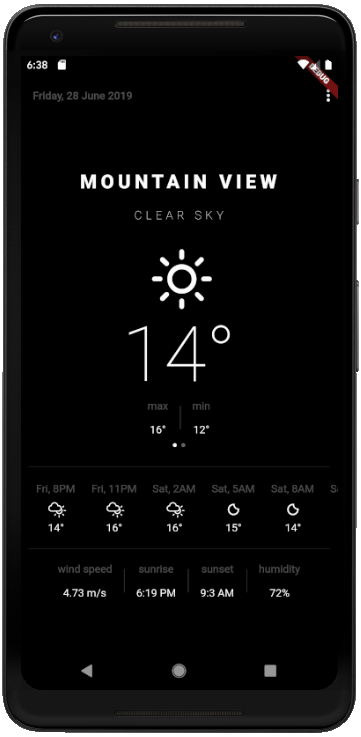 6:38
DEBUG
Friday, 28 June 2019
MOUNTAIN VIEW
CLEAR SKY
14°
max min
16° 12°
Fri, 8PM Fri, 11PM Sat, 2AM Sat, 5AM Sat, 8AM S
14° 16° 16° 15° 14°
wind speed sunrise sunset humidity
4.73 m/s 6:19 PM 9:3 AM 72%